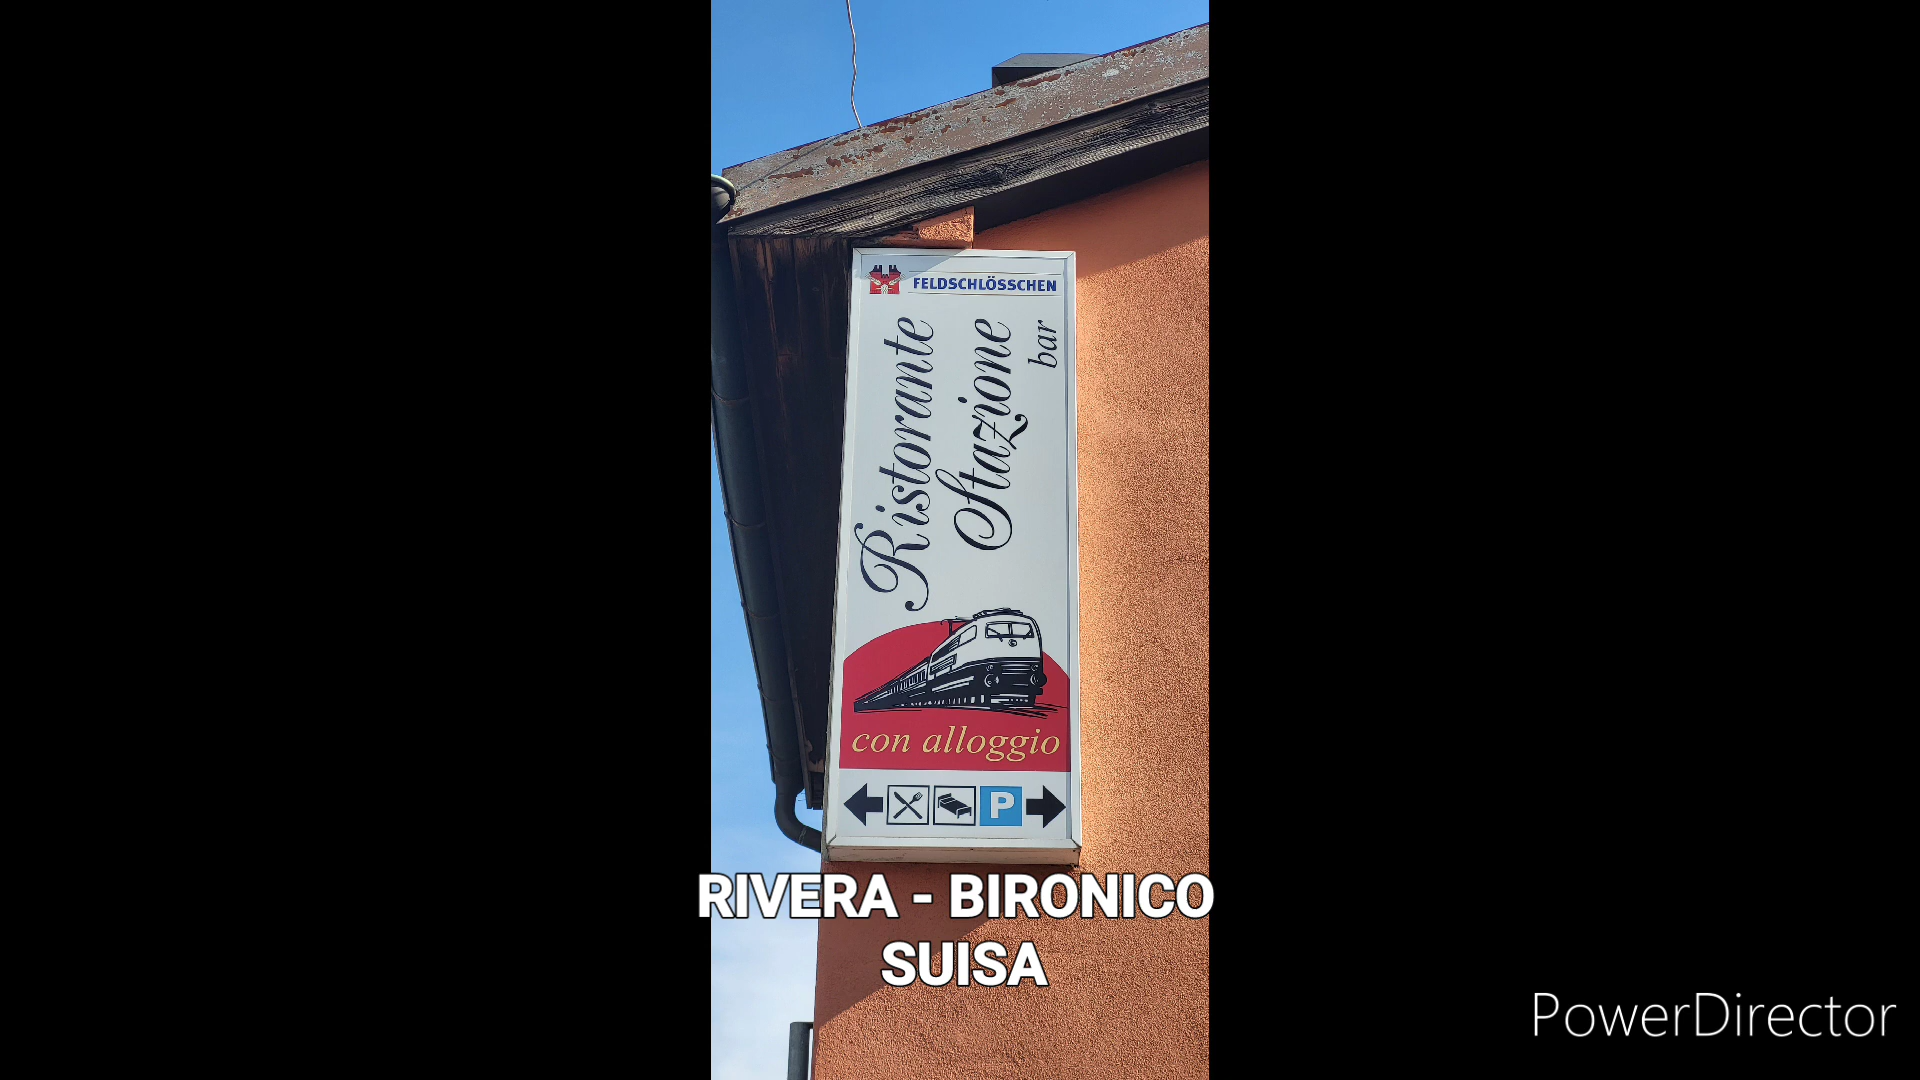 FELDSCHLÖSSCHEN
Ristorante
Stazione
bar
con alloggio
P
RIVERA - BIRONICO
SUISA
PowerDirector